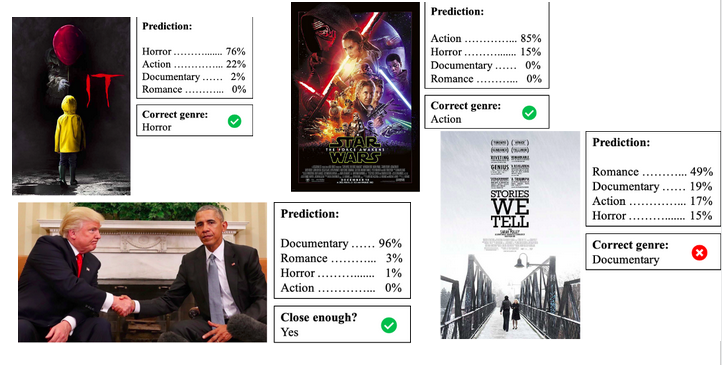 IT
Prediction:
Horror ................ 76%
Action ................ 22%
Documentary ...... 2%
Romance ............ 0%
Correct genre:
Horror
STAR
THE FORCE AWAKENS
WARS
Prediction:
Action ................ 85%
Horror ................ 15%
Documentary ...... 0%
Romance ............ 0%
Correct genre:
Action
STORIES
WE
TELL
Prediction:
Romance ............ 49%
Documentary ...... 19%
Action ................ 17%
Horror ................ 15%
Correct genre:
Documentary
Prediction:
Documentary ...... 96%
Romance ............ 3%
Horror ................ 1%
Action ................ 0%
Close enough?
Yes